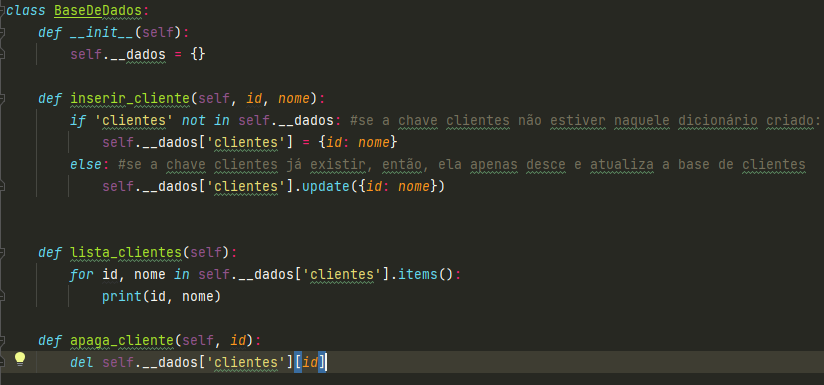 class BaseDeDados:
def __init__(self):
self.__dados = {}
def inserir_cliente(self, id, nome):
if 'clientes' not in self.__dados: #se a chave clientes não estiver naquele dicionário criado:
self.__dados['clientes'] = {id: nome}
else: #se a chave clientes já existir, então, ela apenas desce e atualiza a base de clientes
self.__dados['clientes'].update({id: nome})
def lista_clientes(self):
for id, nome in self.__dados['clientes'].items():
print(id, nome)
def apaga_cliente(self, id):
del self.__dados['clientes'][id]